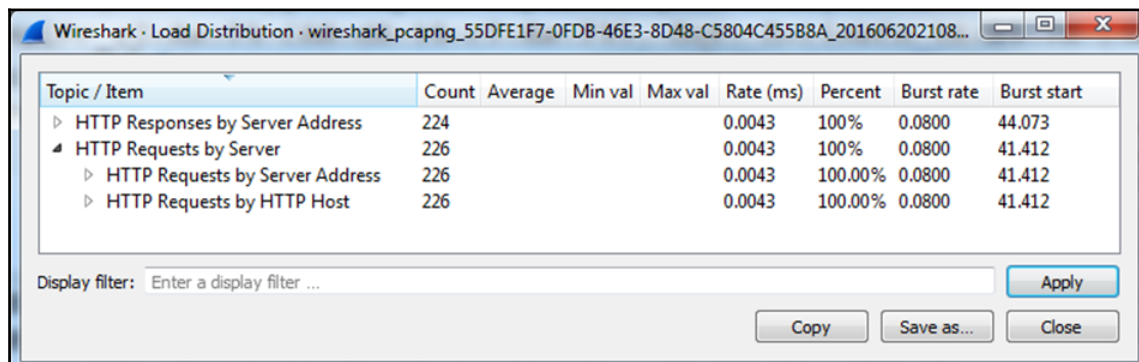 Wireshark · Load Distribution · wireshark_pcapng_55DFE1F7-0FDB-46E3-8D48-C5804C455B8A_201606202108...
Topic / Item Count Average Min val Max val Rate (ms) Percent Burst rate Burst start
HTTP Responses by Server Address 224 0.0043 100% 0.0800 44.073
HTTP Requests by Server 226 0.0043 100% 0.0800 41.412
HTTP Requests by Server Address 226 0.0043 100.00% 0.0800 41.412
HTTP Requests by HTTP Host 226 0.0043 100.00% 0.0800 41.412
Display filter: Enter a display filter ... Apply
Copy Save as... Close